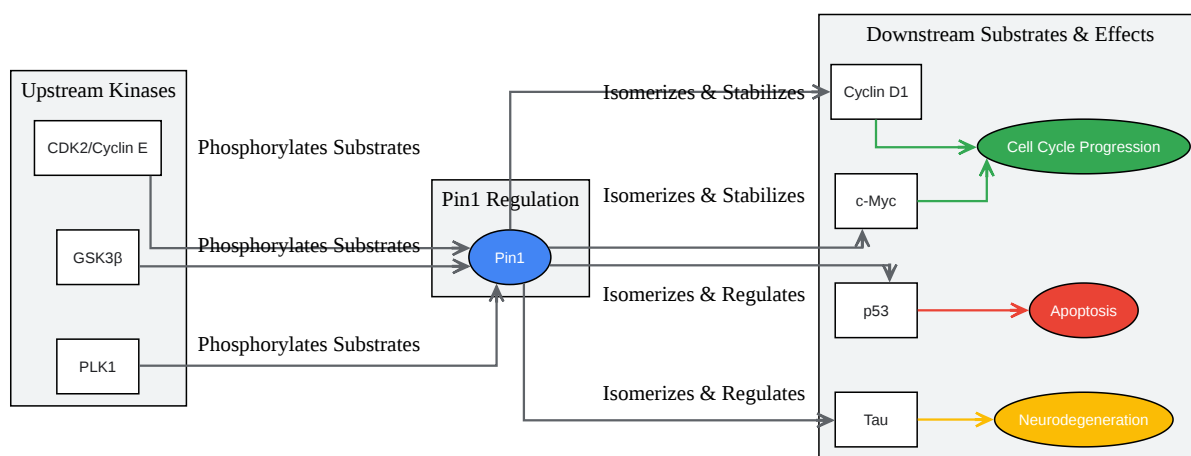 Downstream Substrates & Effects
Upstream Kinases
Isomerizes & Stabilizes
Cyclin D1
CDK2/Cyclin E
Phosphorylates Substrates
Cell Cycle Progression
Pin1 Regulation
Isomerizes & Stabilizes
c-Myc
GSK3β
Phosphorylates Substrates
Pin1
Isomerizes & Regulates
p53
Apoptosis
PLK1
Phosphorylates Substrates
Isomerizes & Regulates
Tau
Neurodegeneration